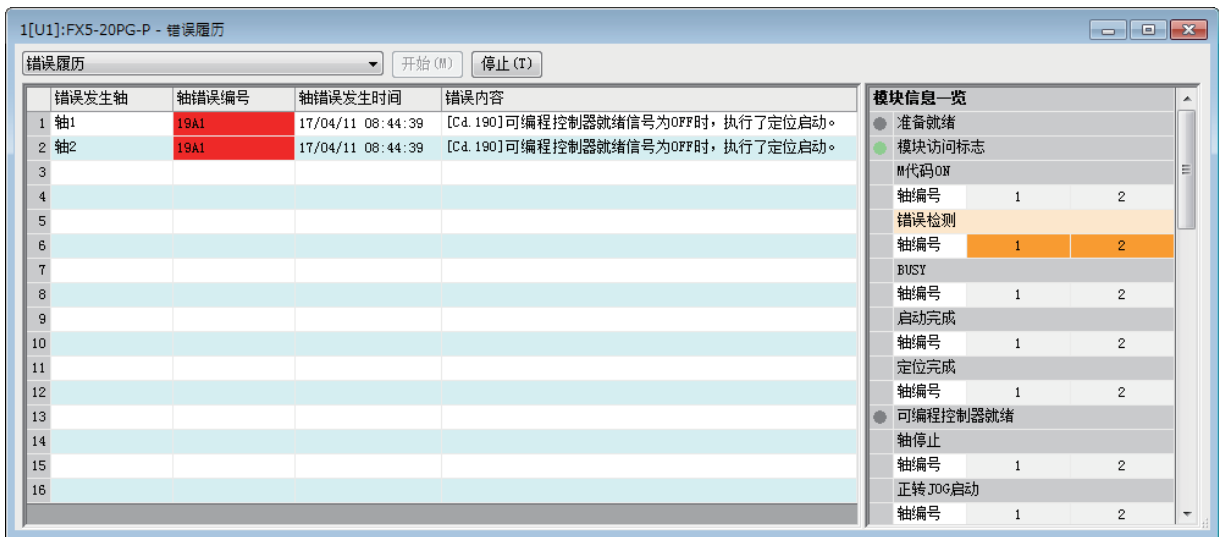 1[U1]:FX5-20PG-P - 错误履历
错误履历 开始(M) 停止(T)
错误发生轴 轴错误编号 轴错误发生时间 错误内容
1 轴1 19A1 17/04/11 08:44:39 [Cd.190]可编程控制器就绪信号为OFF时，执行了定位启动。
2 轴2 19A1 17/04/11 08:44:39 [Cd.190]可编程控制器就绪信号为OFF时，执行了定位启动。
3
4
5
6
7
8
9
10
11
12
13
14
15
16
模块信息一览
准备就绪
模块访问标志
M代码ON
轴编号 1 2
错误检测
轴编号 1 2
BUSY
轴编号 1 2
启动完成
轴编号 1 2
定位完成
轴编号 1 2
可编程控制器就绪
轴停止
轴编号 1 2
正转JOG启动
轴编号 1 2